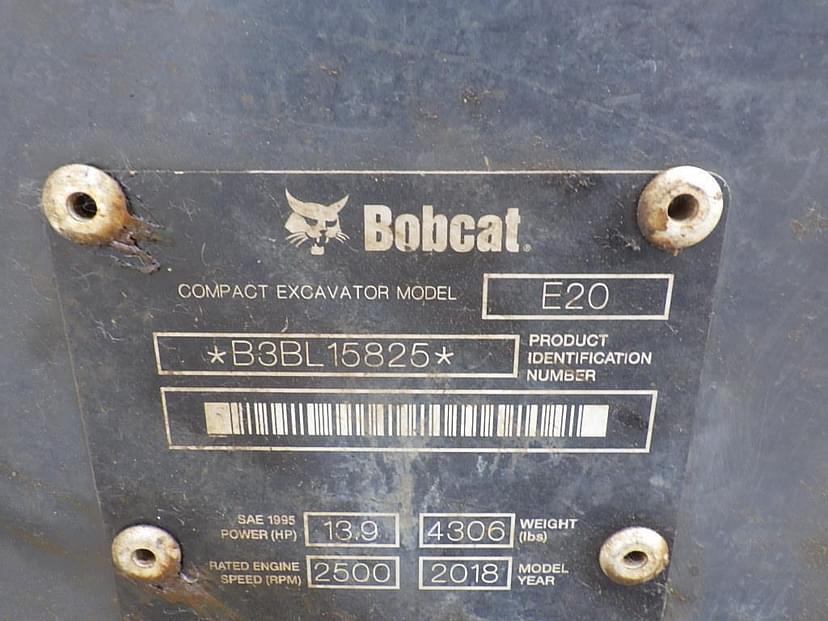 Bobcat.
COMPACT EXCAVATOR MODEL E20
*B3BL15825* PRODUCT
IDENTIFICATION
NUMBER
SAE 1995
POWER (HP) 13.9 4306 WEIGHT
(lbs)
RATED ENGINE
SPEED (RPM) 2500 2018 MODEL
YEAR